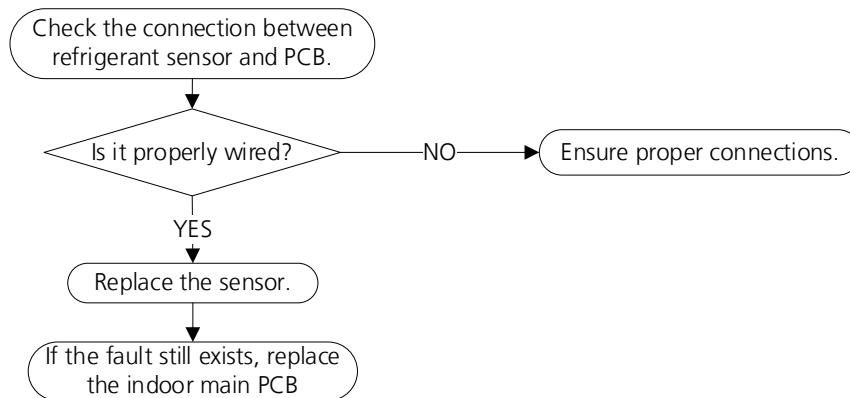 Check the connection between
refrigerant sensor and PCB.
Is it properly wired?
NO
Ensure proper connections.
YES
Replace the sensor.
If the fault still exists, replace
the indoor main PCB